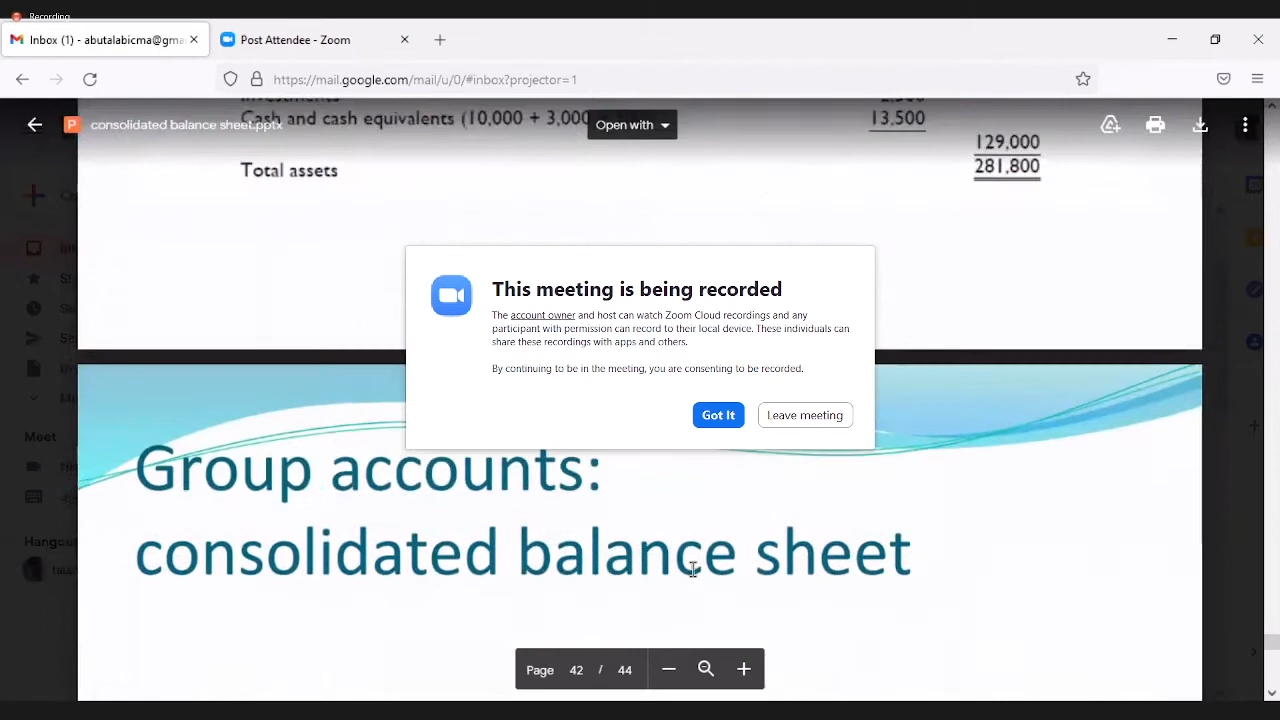 Recording
Inbox (1) - abutalabicma@gma
Post Attendee - Zoom
https://mail.google.com/mail/u/0/#inbox?projector=1
consolidated balance sheet.pptx
Open with
Cash and cash equivalents (10,000 + 3,000
13,500
129,000
Total assets
281,800
This meeting is being recorded
The account owner and host can watch Zoom Cloud recordings and any
participant with permission can record to their local device. These individuals can
share these recordings with apps and others.
By continuing to be in the meeting, you are consenting to be recorded.
Got It
Leave meeting
Meet
Hangout
Group accounts:
consolidated balance sheet
Page 42 / 44